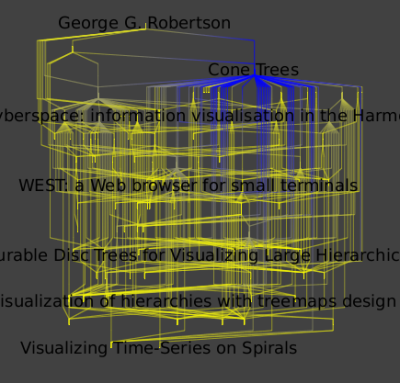 George G. Robertson
Cone Trees
yberspace: information visualisation in the Harmo
WEST: a Web browser for small terminals
urable Disc Trees for Visualizing Large Hierarchic
isualization of hierarchies with treemaps design
Visualizing Time-Series on Spirals